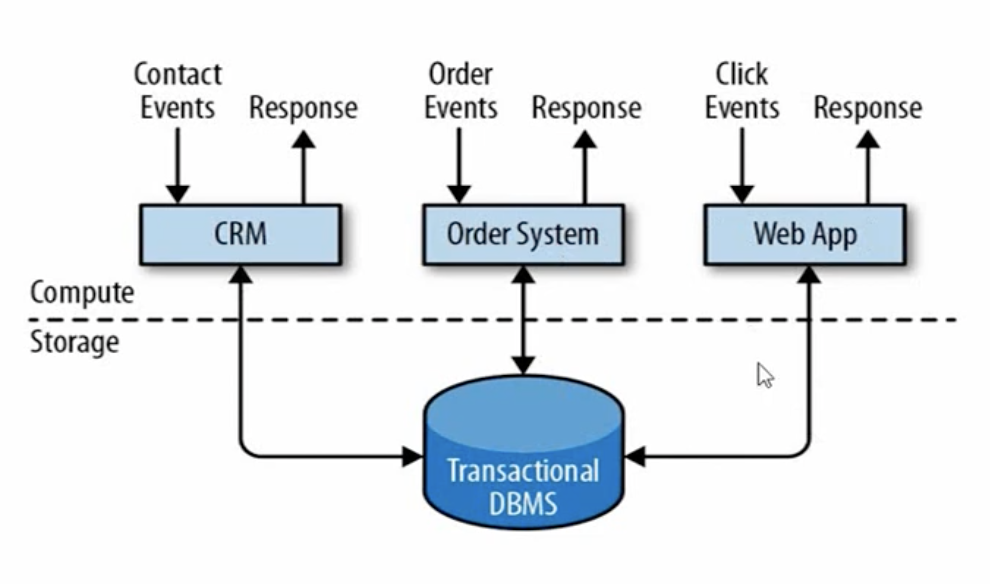 Contact
Events
Response
Order
Events
Response
Click
Events
Response
CRM
Order System
Web App
Compute
Storage
Transactional
DBMS